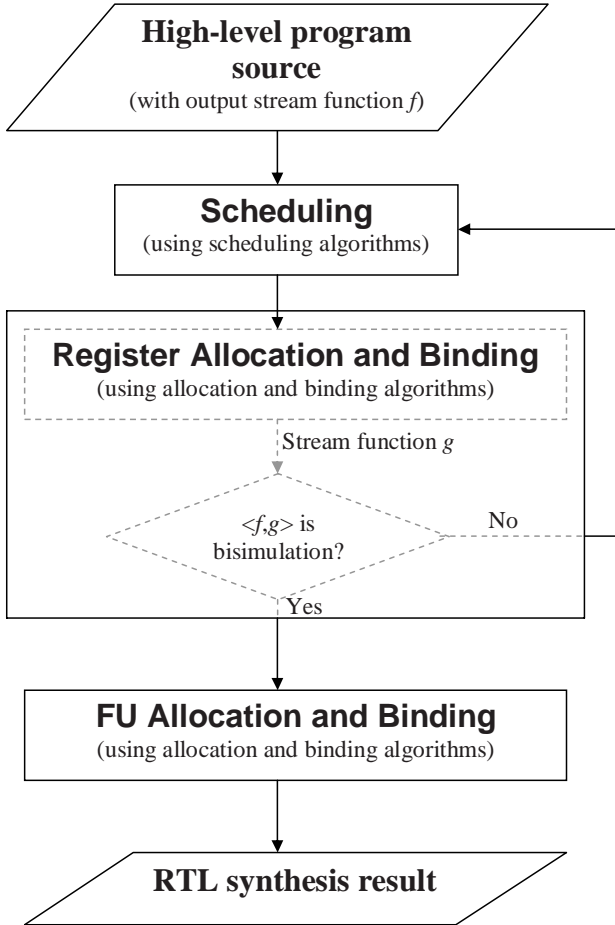 High-level program
source
(with output stream function f)
Scheduling
(using scheduling algorithms)
Register Allocation and Binding
(using allocation and binding algorithms)
Stream function g
<f,g> is
bisimulation?
No
Yes
FU Allocation and Binding
(using allocation and binding algorithms)
RTL synthesis result